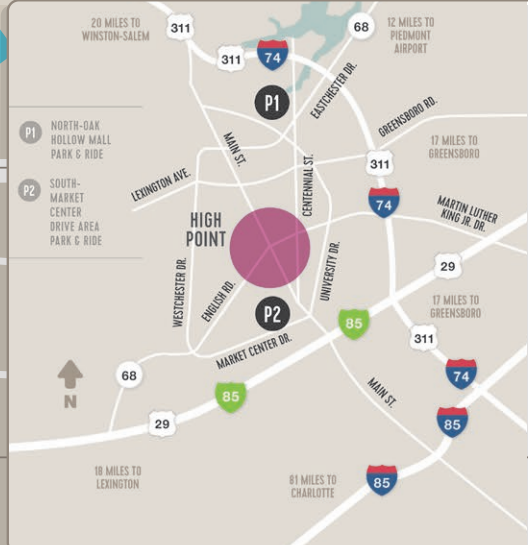 20 MILES TO
WINSTON-SALEM
311
311
74
68
12 MILES TO
PIEDMONT
AIRPORT
P1
NORTH-OAK
HOLLOW MALL
PARK & RIDE
P2
SOUTH-
MARKET
CENTER
DRIVE AREA
PARK & RIDE
P1
EASTCHESTER DR.
MAIN ST.
CENTENNIAL ST.
GREENSBORO RD.
17 MILES TO
GREENSBORO
311
74
LEXINGTON AVE.
HIGH
POINT
MARTIN LUTHER
KING JR. DR.
WESTCHESTER DR.
ENGLISH RD.
UNIVERSITY DR.
29
17 MILES TO
GREENSBORO
P2
85
MARKET CENTER DR.
311
74
68
N
85
MAIN ST.
29
85
18 MILES TO
LEXINGTON
81 MILES TO
CHARLOTTE
85